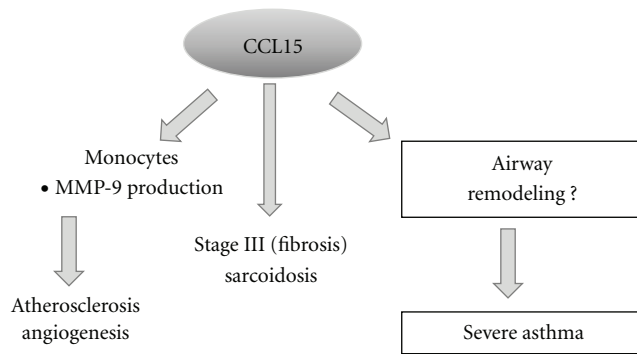 CCL15
Monocytes
• MMP-9 production
Atherosclerosis
angiogenesis
Stage III (fibrosis)
sarcoidosis
Airway
remodeling ?
Severe asthma